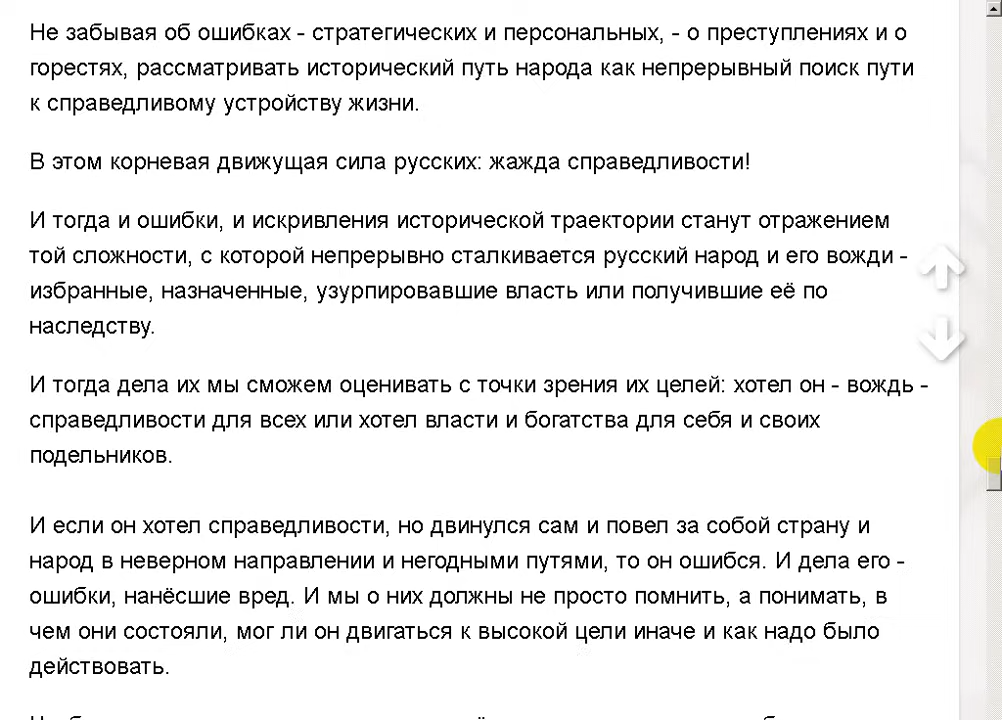 Не забывая об ошибках - стратегических и персональных, - о преступлениях и о
горестях, рассматривать исторический путь народа как непрерывный поиск пути
к справедливому устройству жизни.
В этом корневая движущая сила русских: жажда справедливости!
И тогда и ошибки, и искривления исторической траектории станут отражением
той сложности, с которой непрерывно сталкивается русский народ и его вожди -
избранные, назначенные, узурпировавшие власть или получившие её по
наследству.
И тогда дела их мы сможем оценивать с точки зрения их целей: хотел он - вождь -
справедливости для всех или хотел власти и богатства для себя и своих
подельников.
И если он хотел справедливости, но двинулся сам и повел за собой страну и
народ в неверном направлении и негодными путями, то он ошибся. И дела его -
ошибки, нанёсшие вред. И мы о них должны не просто помнить, а понимать, в
чем они состояли, мог ли он двигаться к высокой цели иначе и как надо было
действовать.